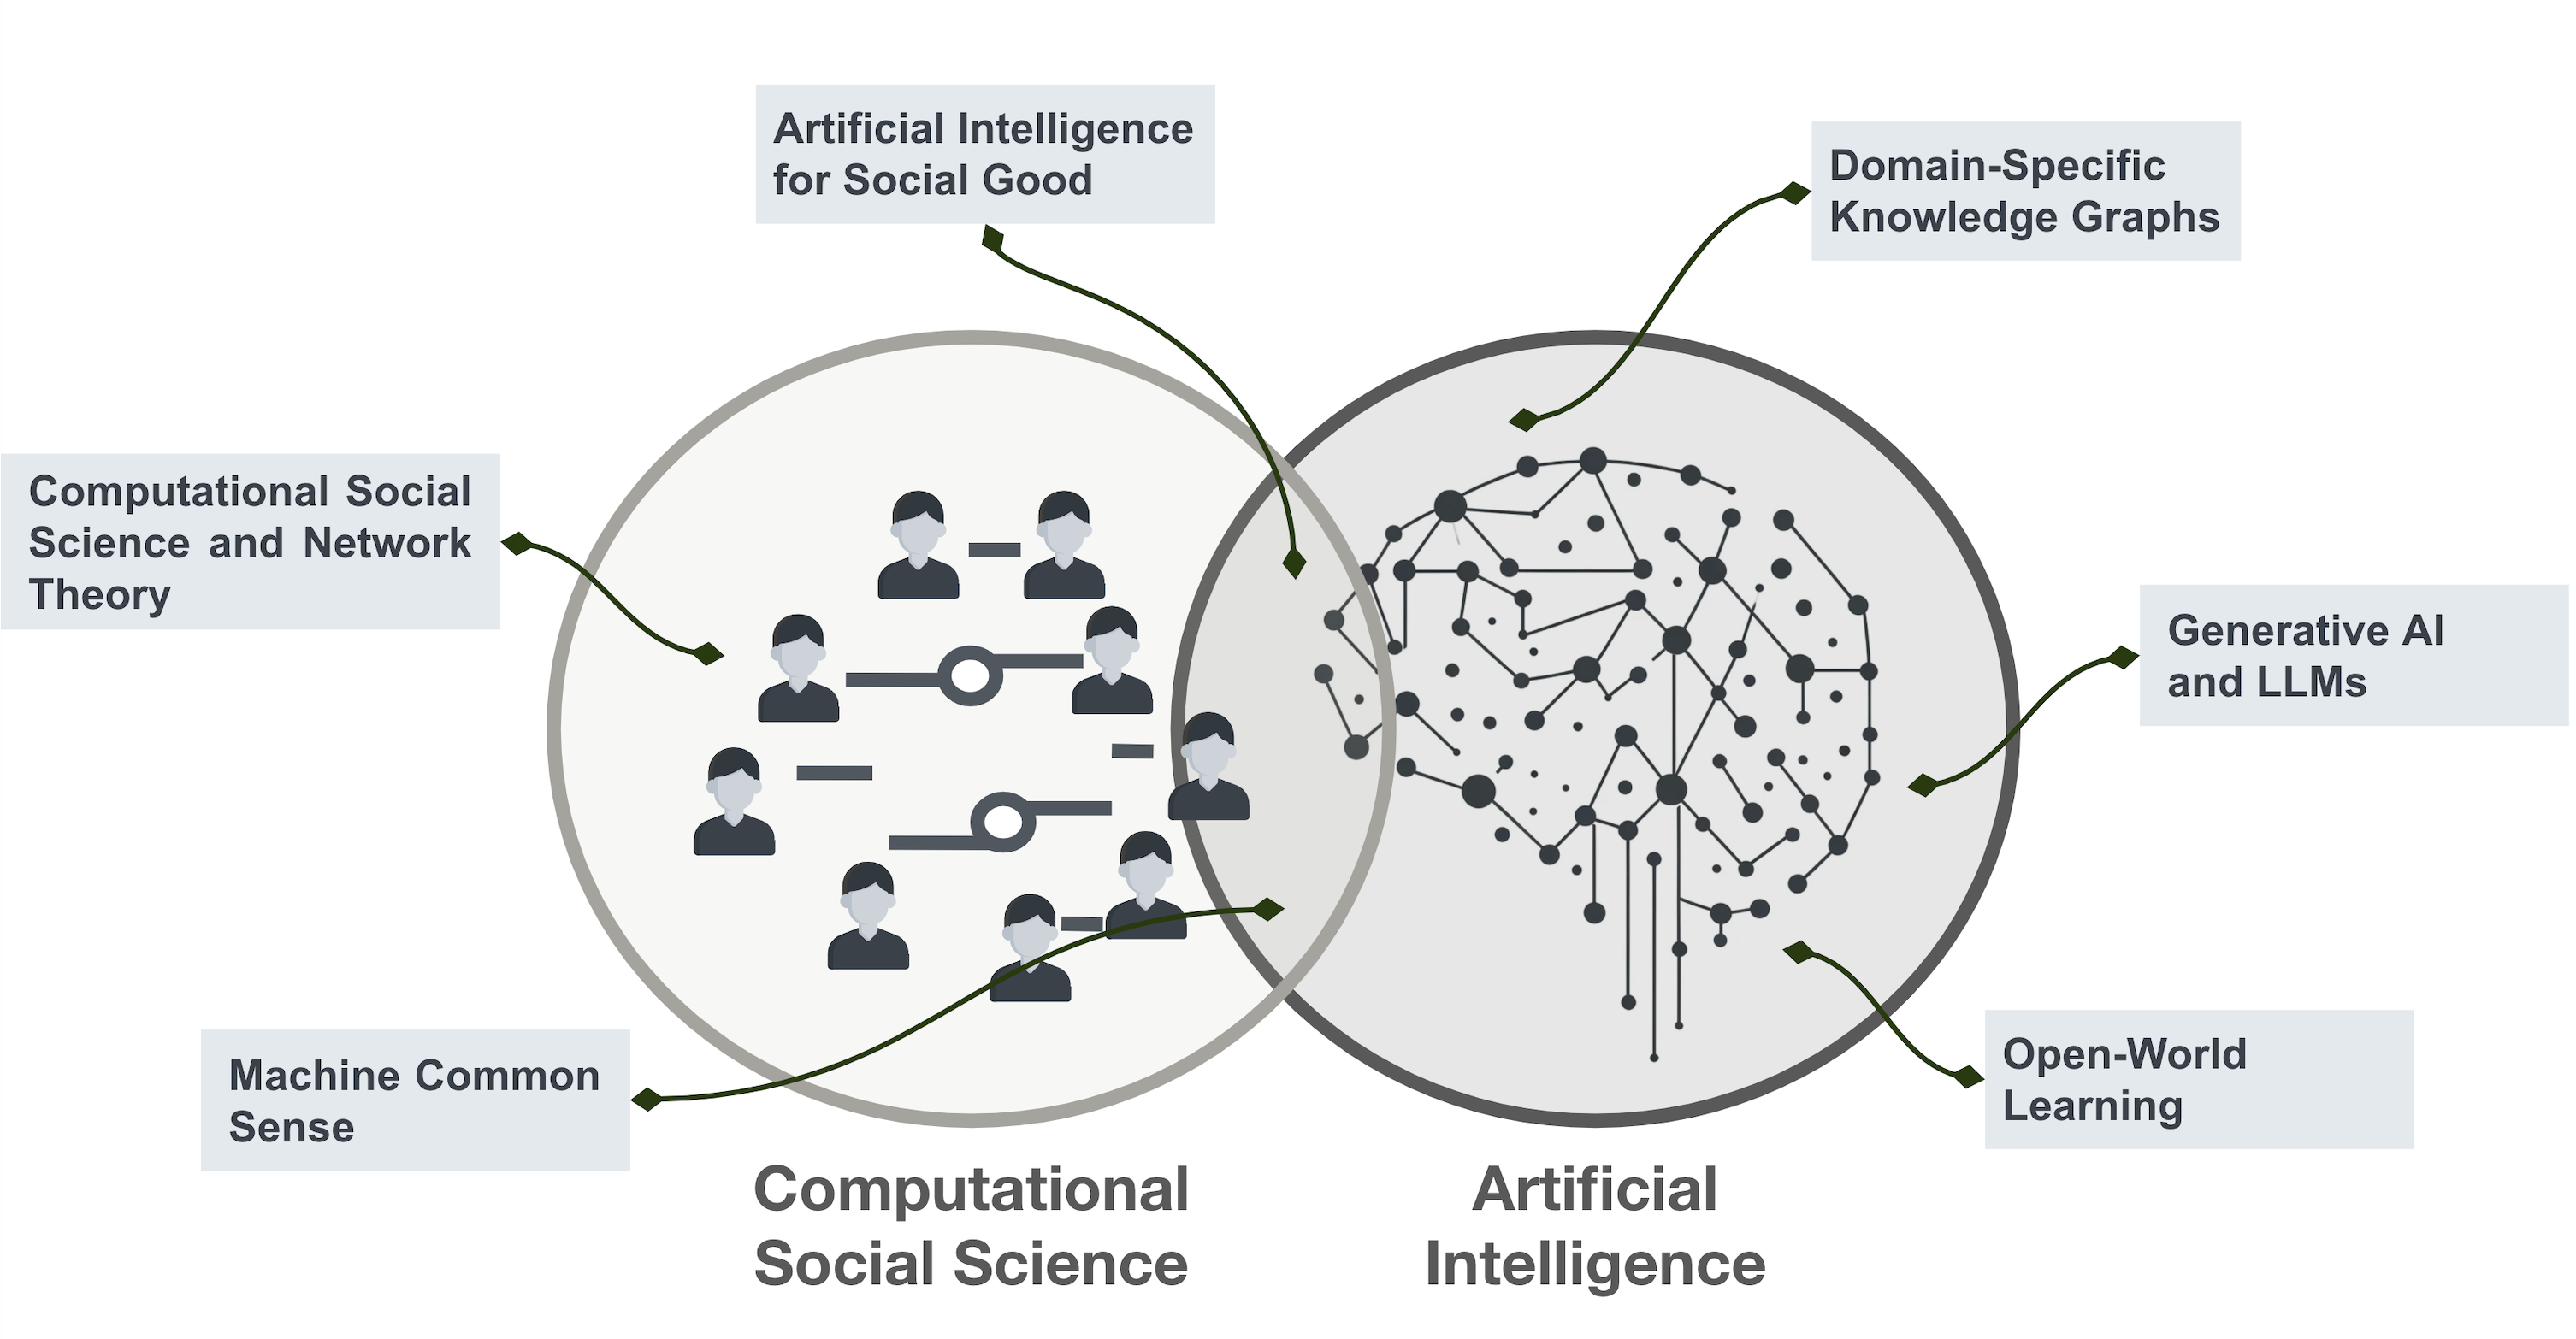 Artificial Intelligence
for Social Good
Domain-Specific
Knowledge Graphs
Computational Social
Science and Network
Theory
Generative AI
and LLMs
Machine Common
Sense
Open-World
Learning
Computational
Social Science
Artificial
Intelligence